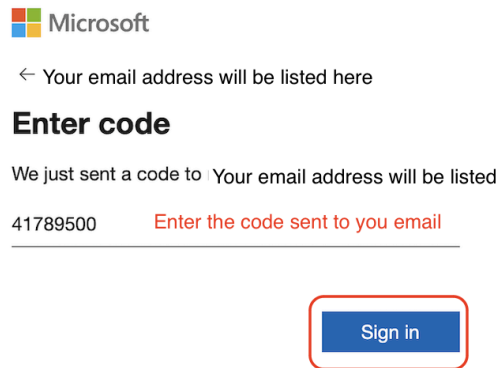 Microsoft
← Your email address will be listed here
Enter code
We just sent a code to Your email address will be listed
41789500 Enter the code sent to you email
Sign in